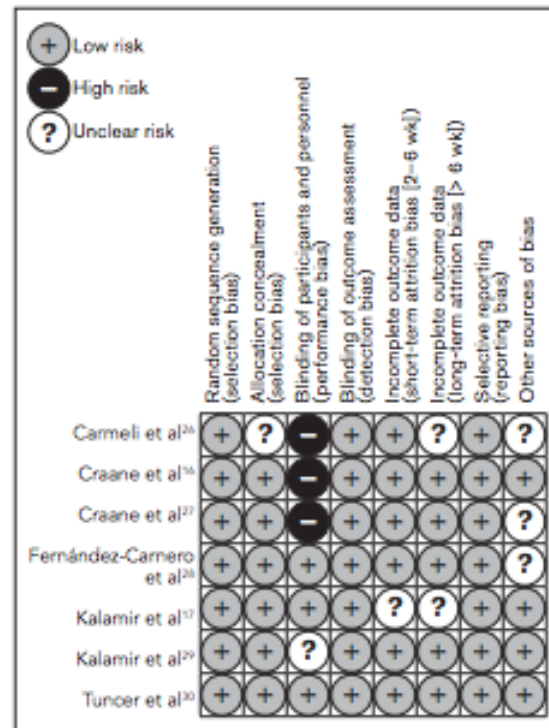 + Low risk
– High risk
? Unclear risk
Random sequence generation
(selection bias)
Allocation concealment
(selection bias)
Blinding of participants and personnel
(performance bias)
Blinding of outcome assessment
(detection bias)
Incomplete outcome data
(short-term attrition bias [2–6 wk])
Incomplete outcome data
(long-term attrition bias [> 6 wk])
Selective reporting
(reporting bias)
Other sources of bias
Carmeli et al²⁶ + ? – + + ? + ?
Craane et al¹⁶ + + – + + + + +
Craane et al²⁷ + + – + + + + ?
Fernández-Carnero
et al²⁸ + + + + + + + ?
Kalamir et al¹⁷ + + + + ? ? + +
Kalamir et al²⁹ + + ? + + + + +
Tuncer et al³⁰ + + + + + + + +